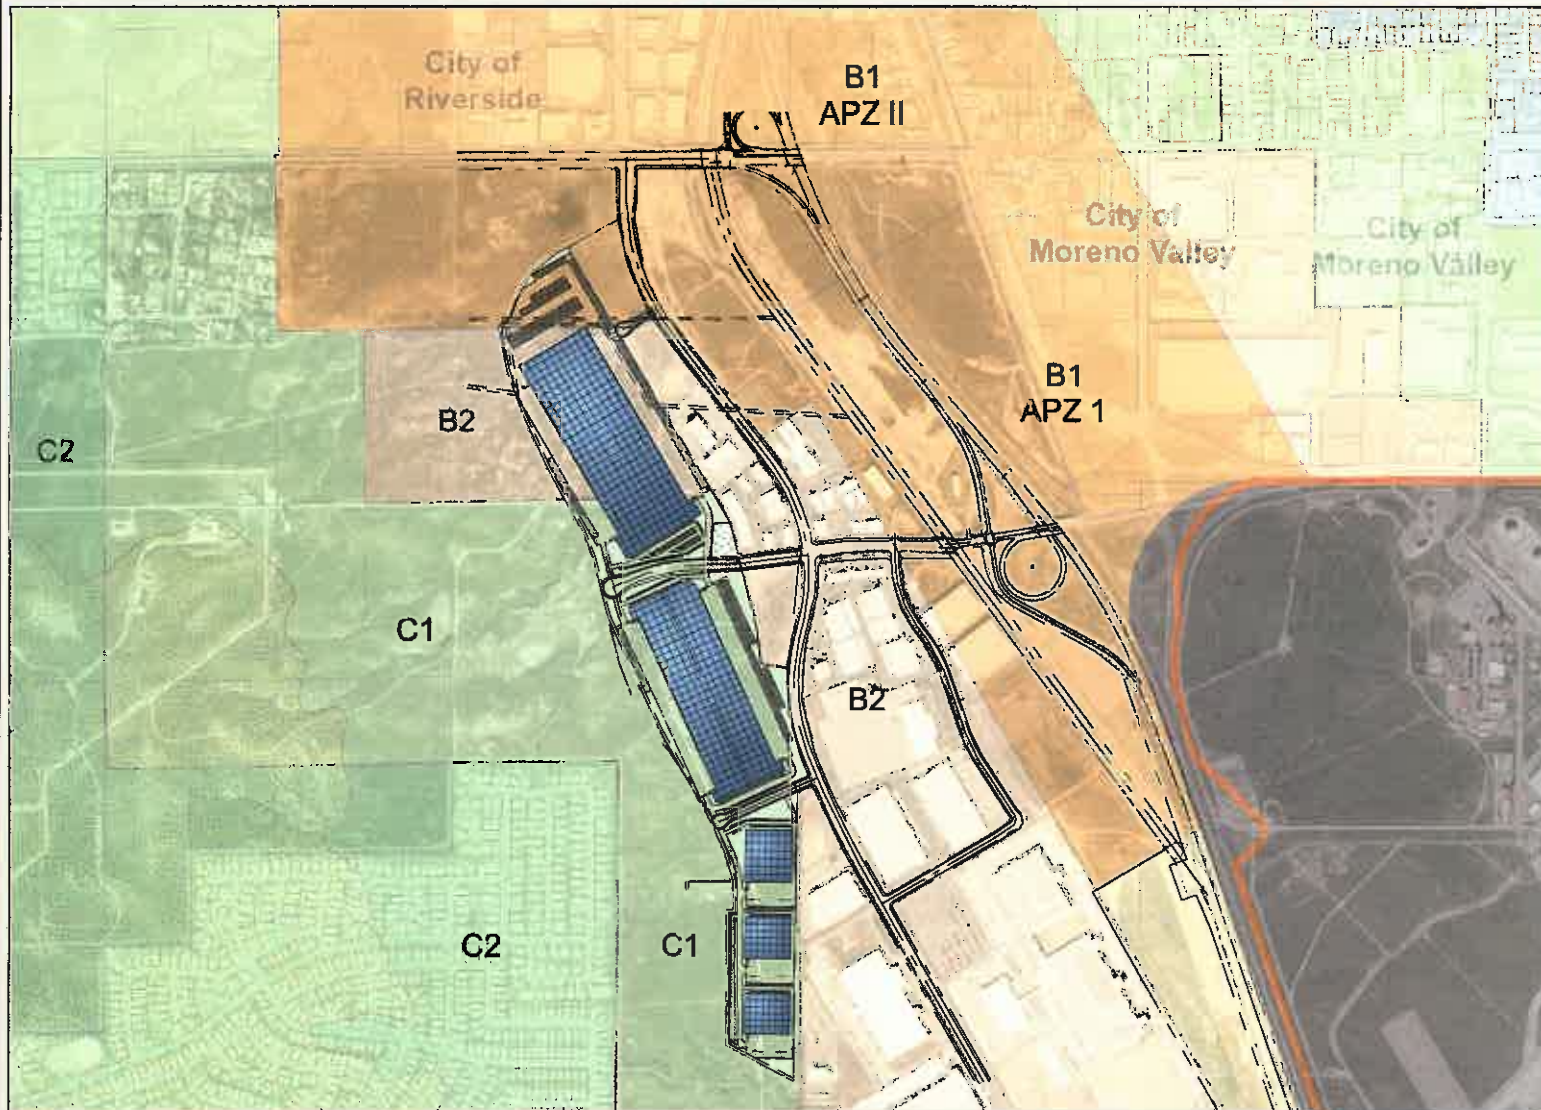 City of
Riverside
B1
APZ II
City of
Moreno Valley
City of
Moreno Valley
B1
APZ 1
B2
C2
C1
B2
C2
C1